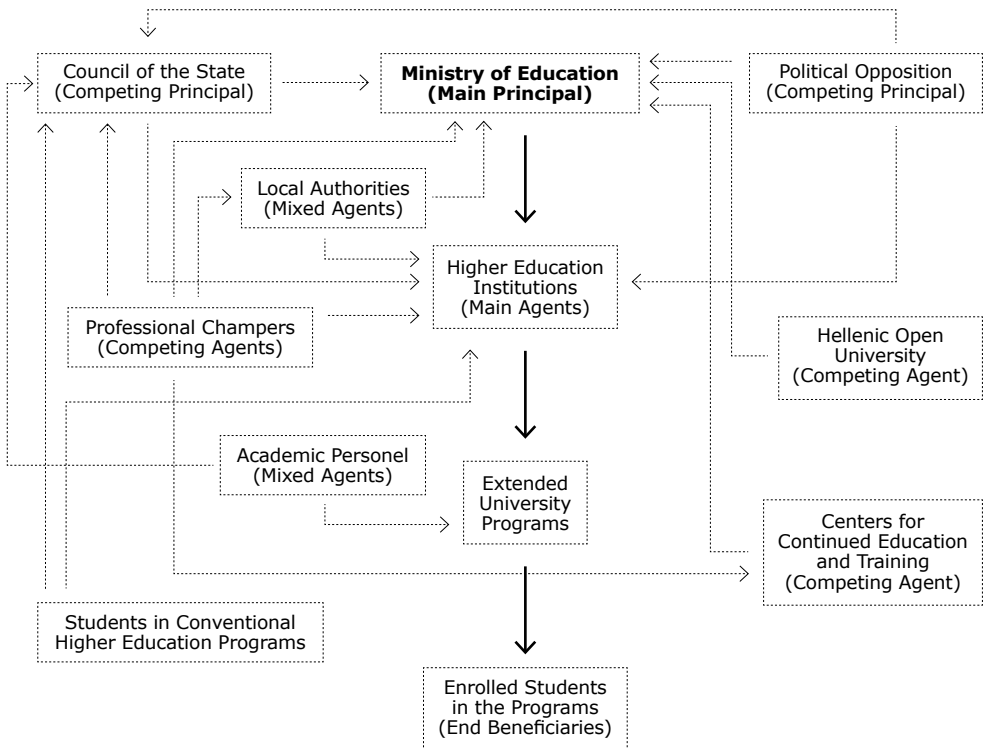 Council of the State
(Competing Principal)
Ministry of Education
(Main Principal)
Political Opposition
(Competing Principal)
Local Authorities
(Mixed Agents)
Higher Education
Institutions
(Main Agents)
Professional Champers
(Competing Agents)
Hellenic Open
University
(Competing Agent)
Academic Personel
(Mixed Agents)
Extended
University
Programs
Centers for
Continued Education
and Training
(Competing Agent)
Students in Conventional
Higher Education Programs
Enrolled Students
in the Programs
(End Beneficiaries)